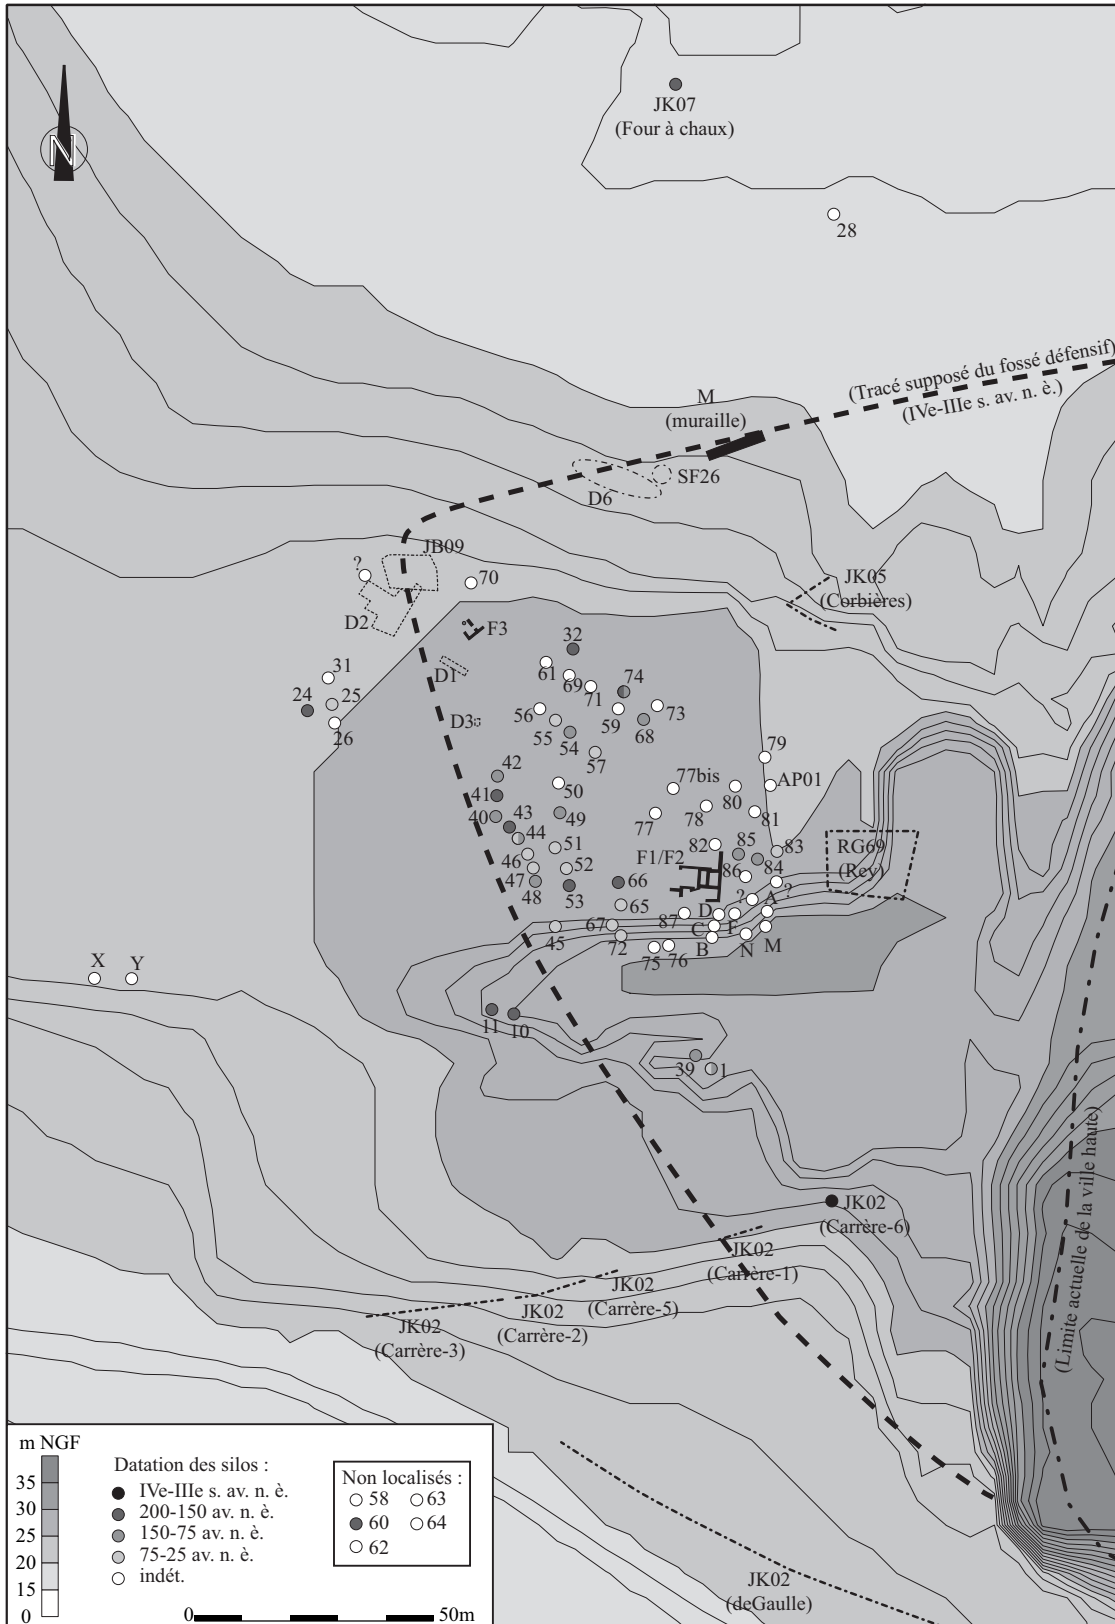 JK07
(Four à chaux)
N
28
(Tracé supposé du fossé défensif)
(IVe-IIIe s. av. n. è.)
M
(muraille)
SF26
D6
JB09
?
70
JK05
(Corbières)
D2
F3
32
D1
61
69
71
74
31
24
25
26
56
59
73
D3
55
54
68
57
79
42
77bis
AP01
41
50
80
40
43
49
77
78
81
44
51
82
85
83
RG69
(Rey)
46
52
F1/F2
86
84
47
66
?
?
48
53
65
87
D
A
67
C
F
45
72
B
N
M
75
76
X
Y
11
10
39
1
(Limite actuelle de la ville haute)
JK02
(Carrère-6)
JK02
(Carrère-1)
JK02
(Carrère-5)
JK02
(Carrère-2)
JK02
(Carrère-3)
JK02
(deGaulle)
m NGF
35
30
25
20
15
0
Datation des silos :
IVe-IIIe s. av. n. è.
200-150 av. n. è.
150-75 av. n. è.
75-25 av. n. è.
indét.
Non localisés :
58 63
60 64
62
0 50m